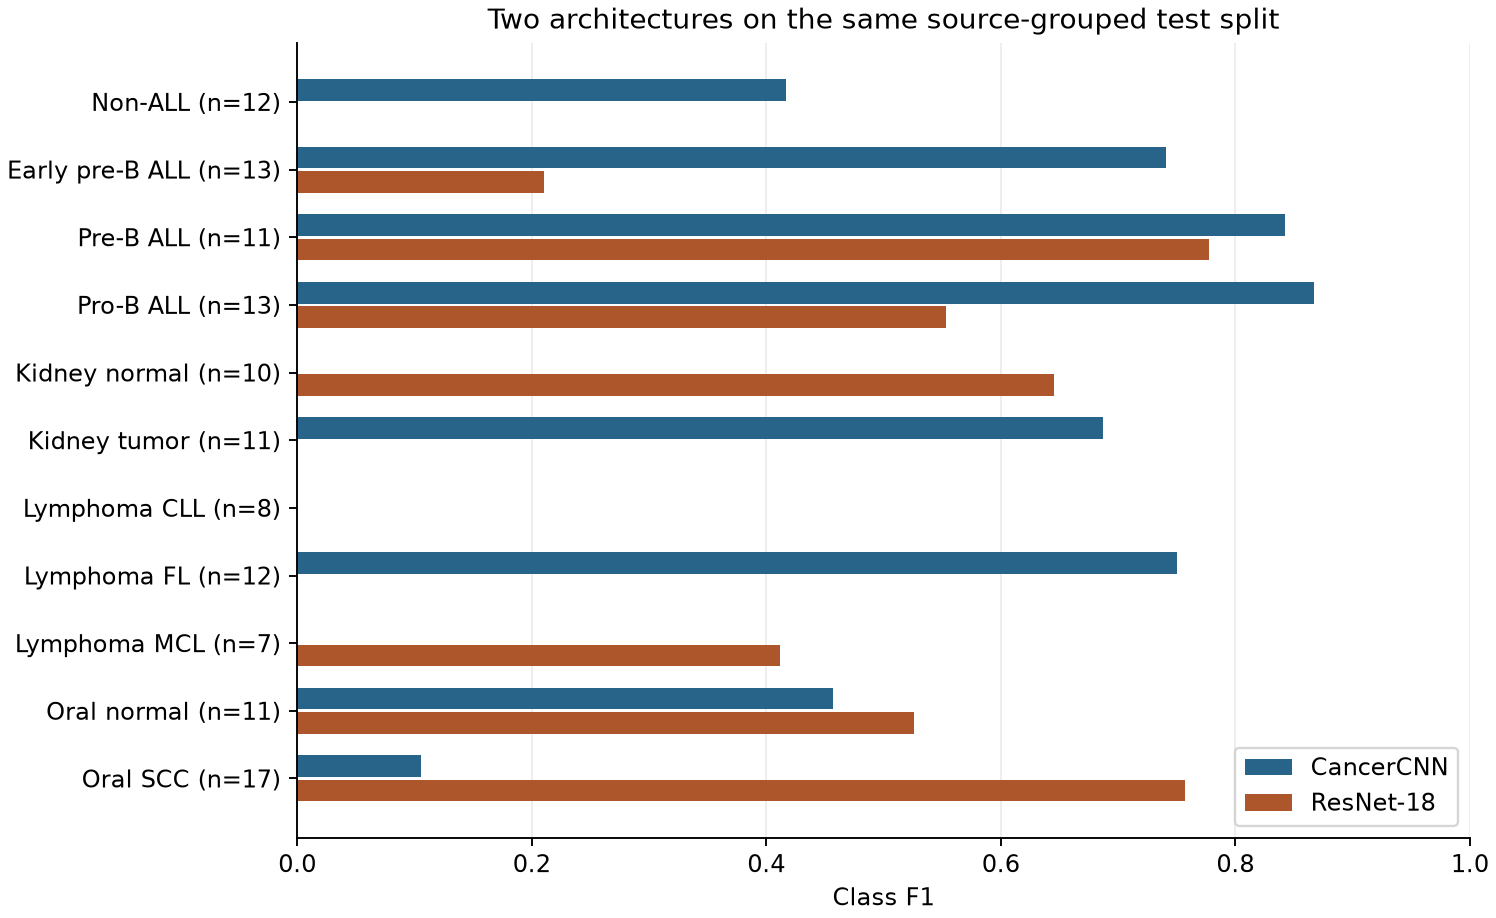 Two architectures on the same source-grouped test split
Non-ALL (n=12)
Early pre-B ALL (n=13)
Pre-B ALL (n=11)
Pro-B ALL (n=13)
Kidney normal (n=10)
Kidney tumor (n=11)
Lymphoma CLL (n=8)
Lymphoma FL (n=12)
Lymphoma MCL (n=7)
Oral normal (n=11)
Oral SCC (n=17)
CancerCNN
ResNet-18
0.0 0.2 0.4 0.6 0.8 1.0
Class F1